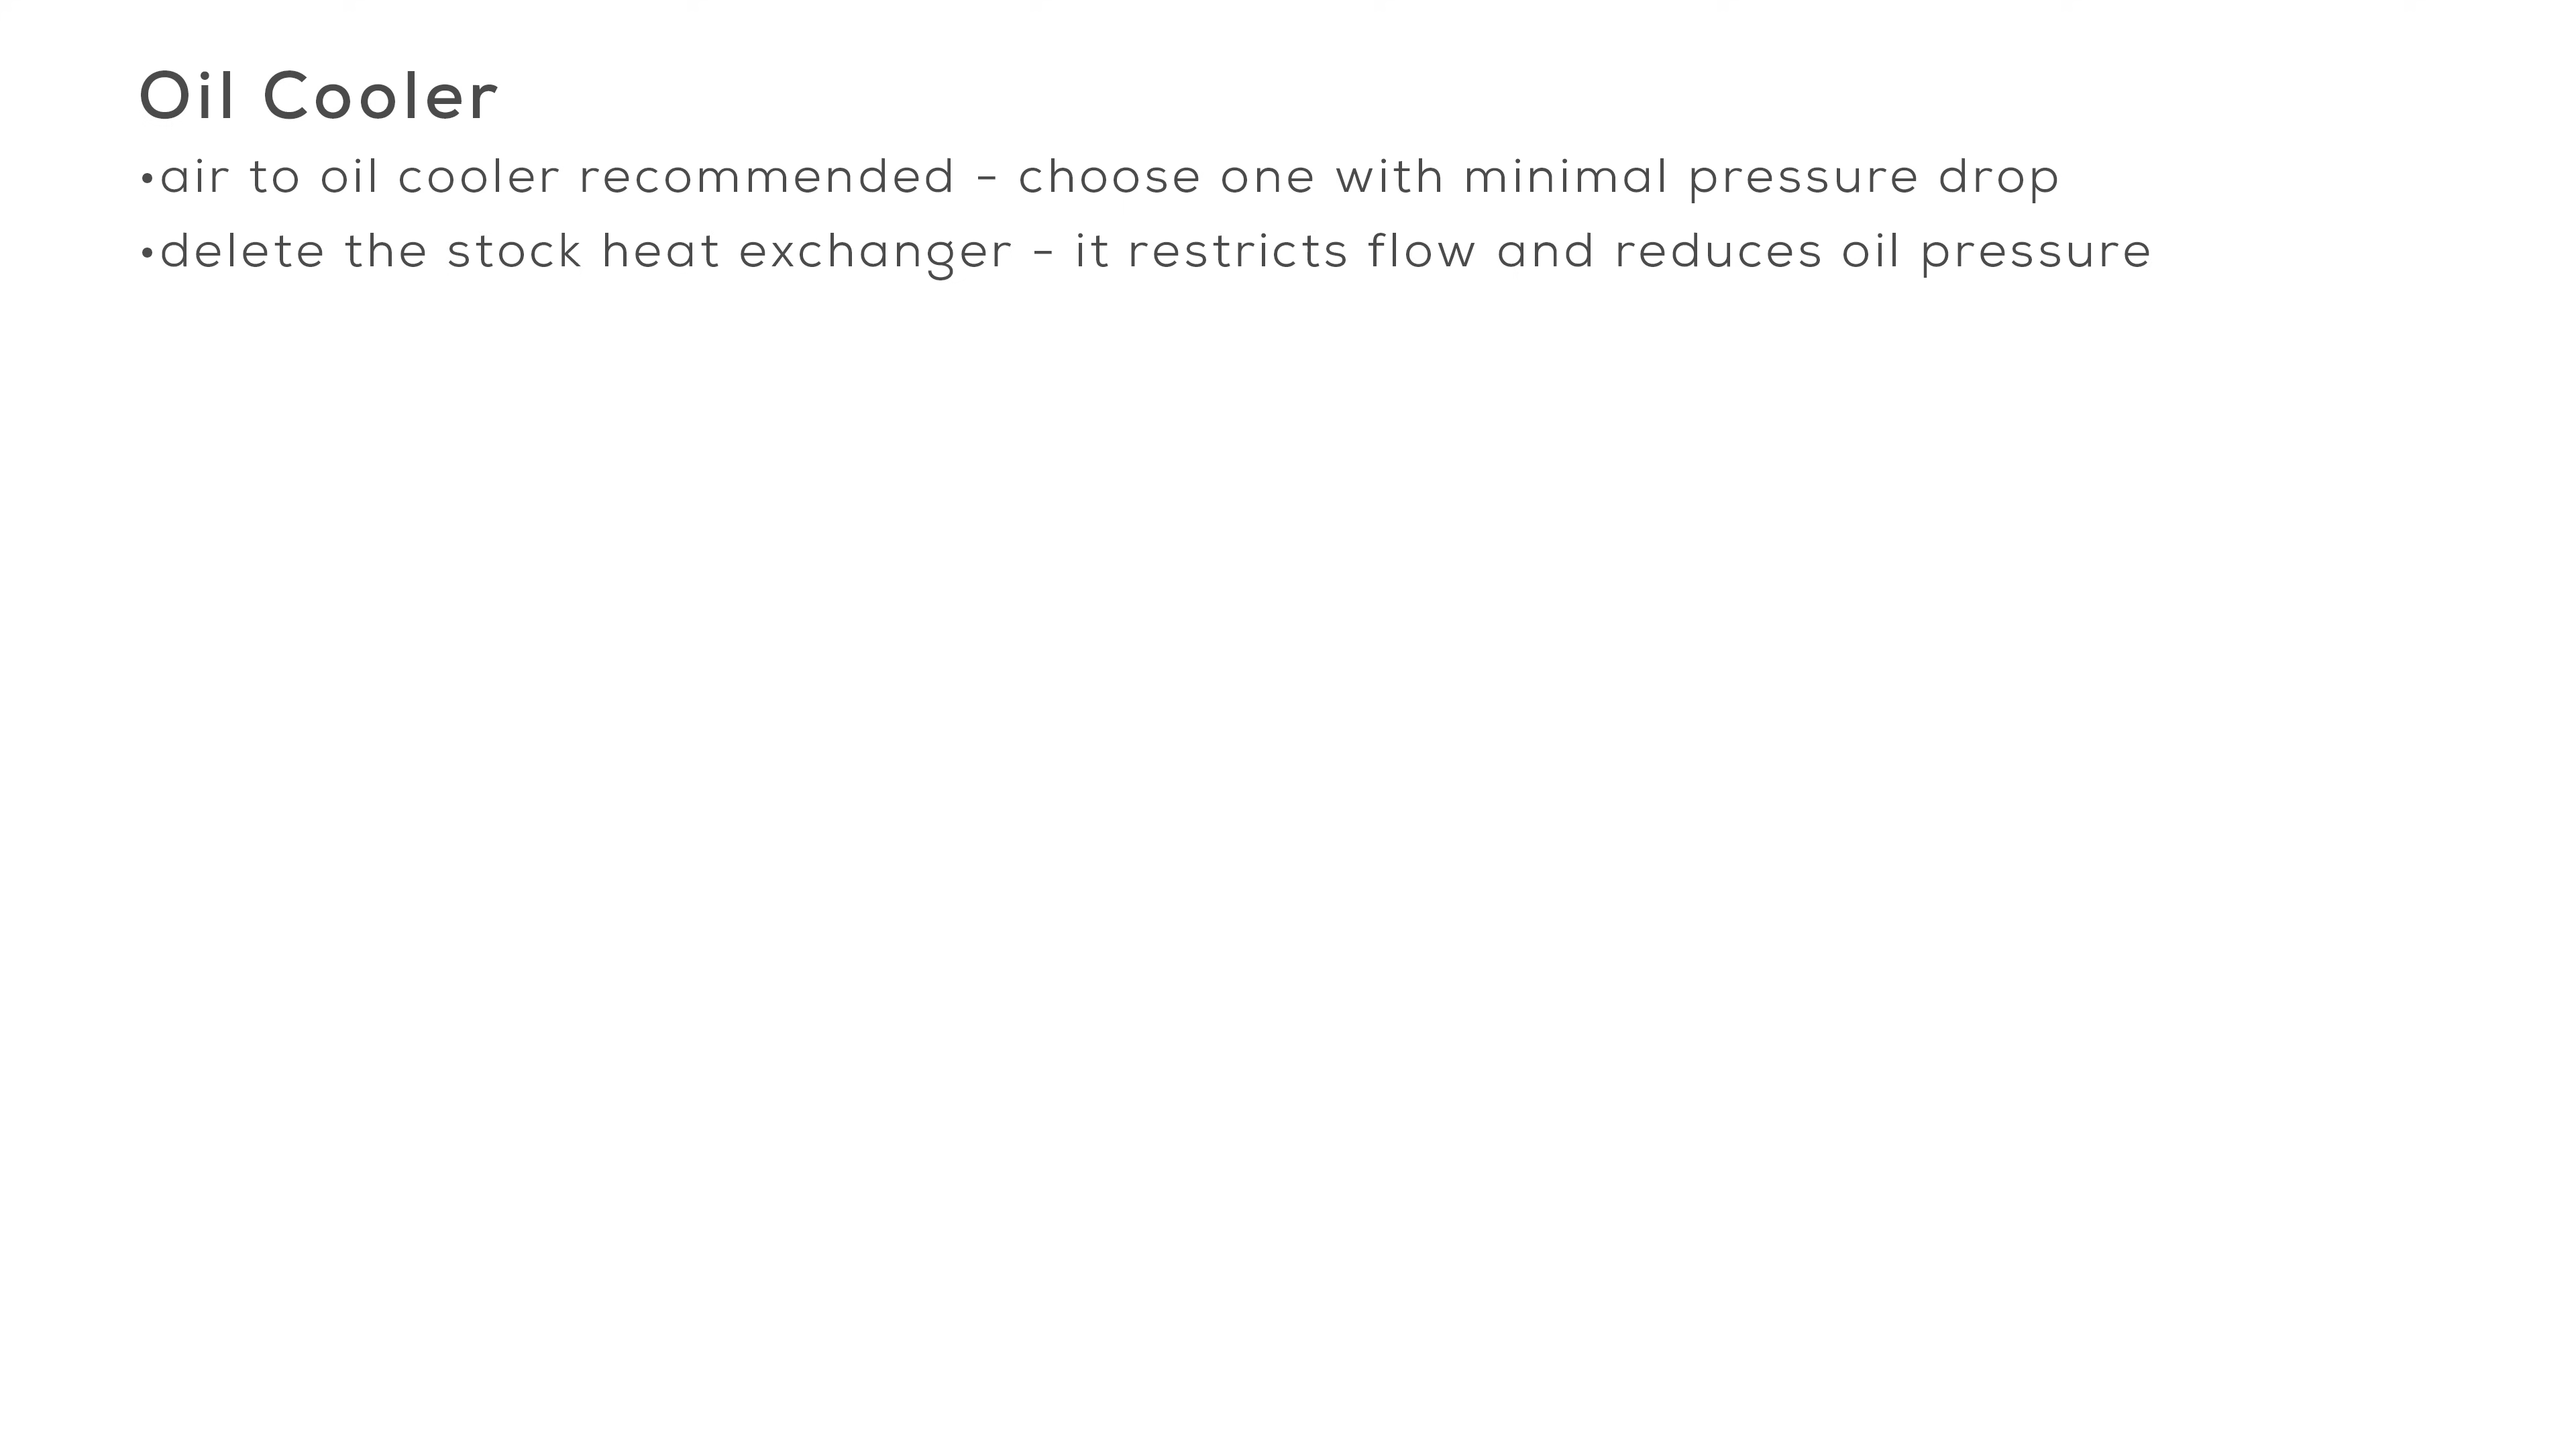 Oil Cooler
•air to oil cooler recommended - choose one with minimal pressure drop
•delete the stock heat exchanger - it restricts flow and reduces oil pressure